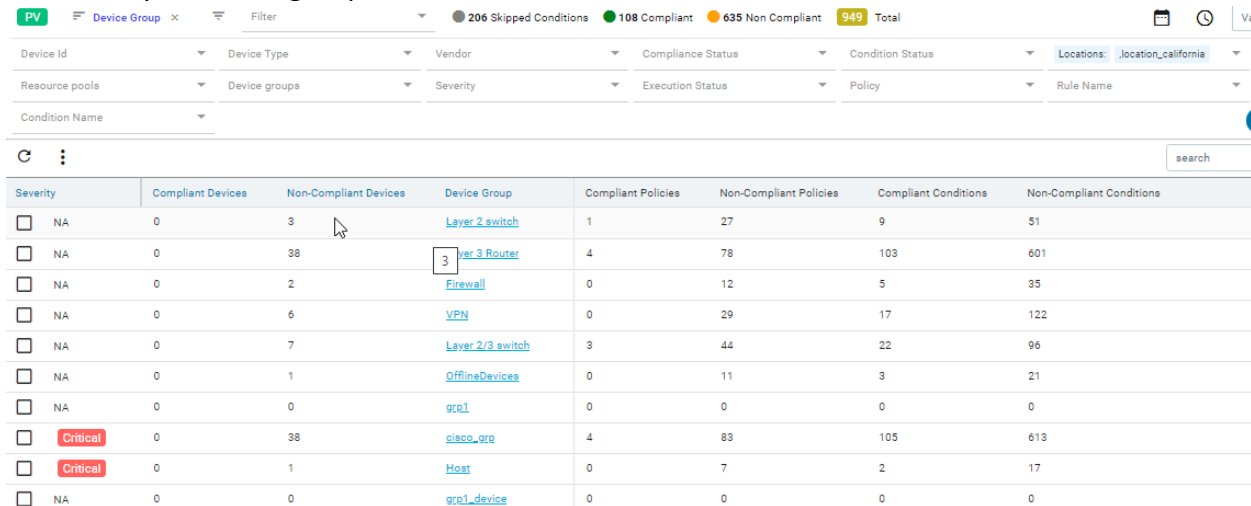 PV Device Group × Filter 206 Skipped Conditions 108 Compliant 635 Non Compliant 949 Total
Device Id Device Type Vendor Compliance Status Condition Status Locations: ,location_california
Resource pools Device groups Severity Execution Status Policy Rule Name
Condition Name
search
Severity Compliant Devices Non-Compliant Devices Device Group Compliant Policies Non-Compliant Policies Compliant Conditions Non-Compliant Conditions
NA 0 3 Layer 2 switch 1 27 9 51
NA 0 38 yer 3 Router 4 78 103 601
3
NA 0 2 Firewall 0 12 5 35
NA 0 6 VPN 0 29 17 122
NA 0 7 Layer 2/3 switch 3 44 22 96
NA 0 1 OfflineDevices 0 11 3 21
NA 0 0 grp1 0 0 0 0
Critical 0 38 cisco_grp 4 83 105 613
Critical 0 1 Host 0 7 2 17
NA 0 0 grp1_device 0 0 0 0